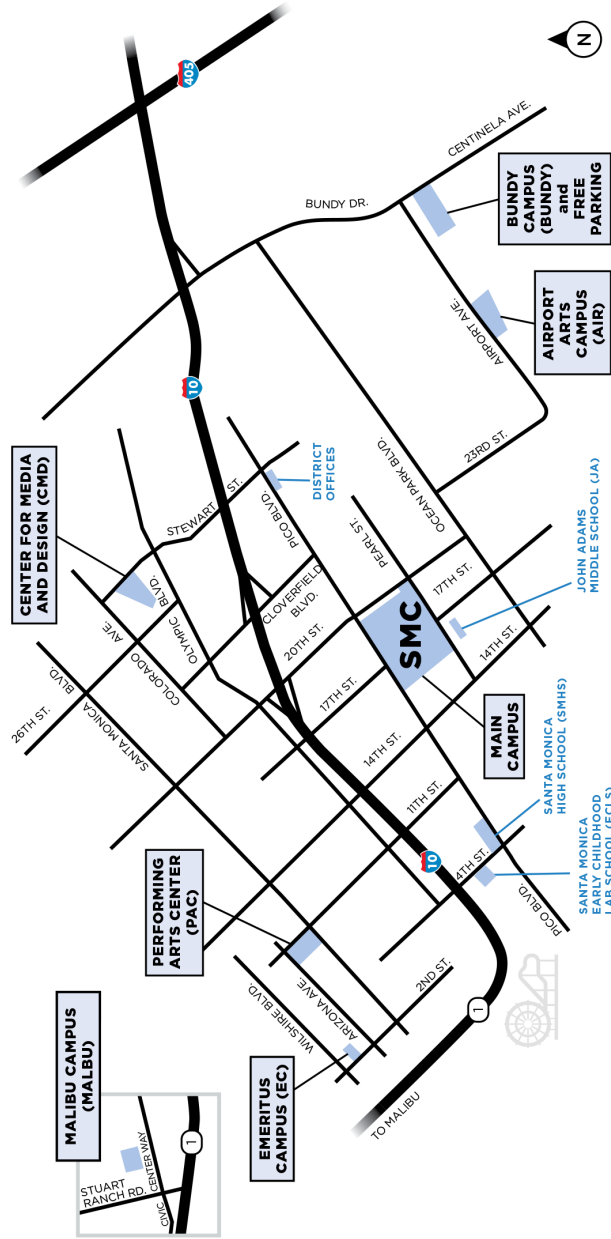 MALIBU CAMPUS
(MALBU)
STUART
RANCH RD.
CIVIC
CENTER WAY
1
PERFORMING
ARTS CENTER
(PAC)
CENTER FOR MEDIA
AND DESIGN (CMD)
EMERITUS
CAMPUS (EC)
WILSHIRE BLVD.
ARIZONA AVE.
SANTA MONICA
BLVD.
26TH ST.
COLORADO
AVE.
OLYMPIC
BLVD.
STEWART
ST.
CLOVERFIELD
BLVD.
20TH ST.
17TH ST.
14TH ST.
11TH ST.
4TH ST.
2ND ST.
10
10
405
PICO BLVD.
DISTRICT
OFFICES
PEARL ST.
OCEAN PARK BLVD.
17TH ST.
14TH ST.
23RD ST.
AIRPORT AVE.
BUNDY DR.
CENTINELA AVE.
SMC
MAIN
CAMPUS
BUNDY
CAMPUS
(BUNDY)
and
FREE
PARKING
AIRPORT
ARTS
CAMPUS
(AIR)
JOHN ADAMS
MIDDLE SCHOOL (JA)
SANTA MONICA
HIGH SCHOOL (SMHS)
SANTA MONICA
EARLY CHILDHOOD
LAB SCHOOL (ECLS)
PICO BLVD.
1
TO MALIBU
N